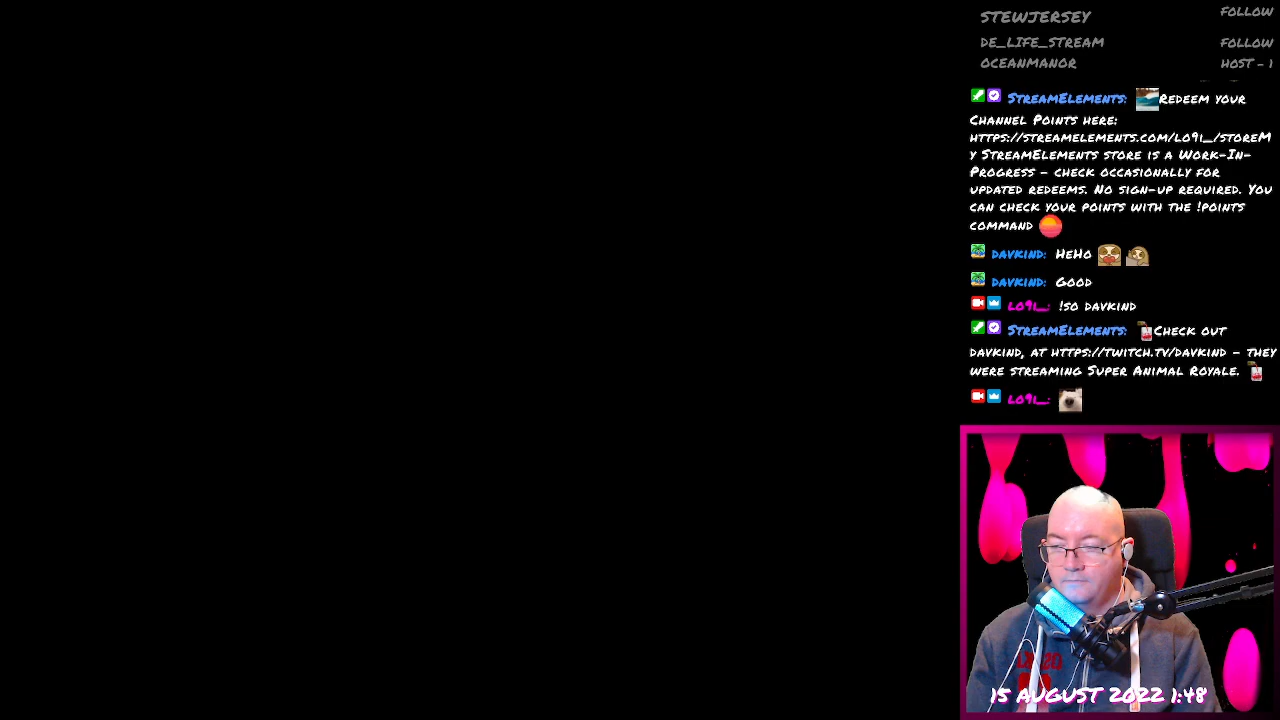 STEWJERSEY FOLLOW
DE_LIFE_STREAM FOLLOW
OCEANMANOR HOST - 1
STREAMELEMENTS: REDEEM YOUR
CHANNEL POINTS HERE:
HTTPS://STREAMELEMENTS.COM/LO9I_/STOREM
Y STREAMELEMENTS STORE IS A WORK-IN-
PROGRESS - CHECK OCCASIONALLY FOR
UPDATED REDEEMS. NO SIGN-UP REQUIRED. YOU
CAN CHECK YOUR POINTS WITH THE !POINTS
COMMAND
DAVKIND: HEHO
DAVKIND: GOOD
LO9I_: !SO DAVKIND
STREAMELEMENTS: CHECK OUT
DAVKIND, AT HTTPS://TWITCH.TV/DAVKIND - THEY
WERE STREAMING SUPER ANIMAL ROYALE.
LO9I_:
15 AUGUST 2022 1:48